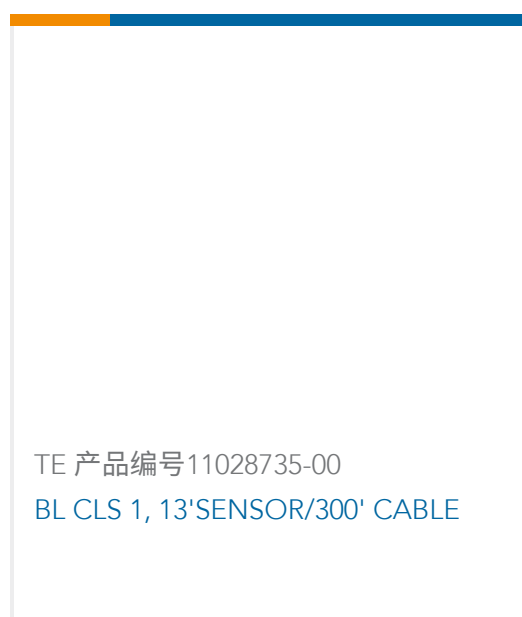 TE 产品编号11028735-00
BL CLS 1, 13'SENSOR/300' CABLE